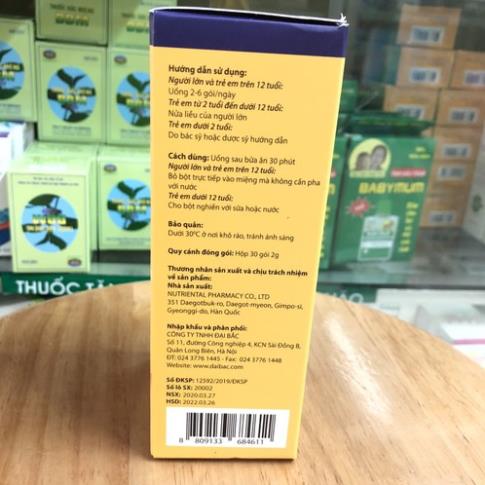 Hướng dẫn sử dụng:
Người lớn và trẻ em trên 12 tuổi:
Uống 2-6 gói/ngày
Trẻ em từ 2 tuổi đến dưới 12 tuổi:
Nửa liều của người lớn
Trẻ em dưới 2 tuổi:
Do bác sỹ hoặc dược sỹ hướng dẫn
Cách dùng: Uống sau bữa ăn 30 phút
Người lớn và trẻ em trên 12 tuổi:
Bỏ bột trực tiếp vào miệng mà không cần pha
với nước
Trẻ em dưới 12 tuổi:
Cho bột nghiền với sữa hoặc nước
Bảo quản:
Dưới 30ºC ở nơi khô ráo, tránh ánh sáng
Quy cánh đóng gói: Hộp 30 gói 2g
Thương nhân sản xuất và chịu trách nhiệm
về sản phẩm:
Nhà sản xuất:
NUTRIENTAL PHARMACY CO., LTD
351 Daegotbuk-ro, Daegot-myeon, Gimpo-si,
Gyeonggi-do, Hàn Quốc
Nhập khẩu và phân phối:
CÔNG TY TNHH ĐẠI BẮC
Số 11, đường Công nghiệp 4, KCN Sài Đồng B,
Quận Long Biên, Hà Nội
ĐT: 024 3776 1445 - Fax: 024 3776 1448
Website: www.daibac.com
Số ĐKSP: 12592/2019/ĐKSP
Số lô SX: 20002
NSX: 2020.03.27
HSD: 2022.03.26
8 809133 684611
BABYMUM
THUỐC